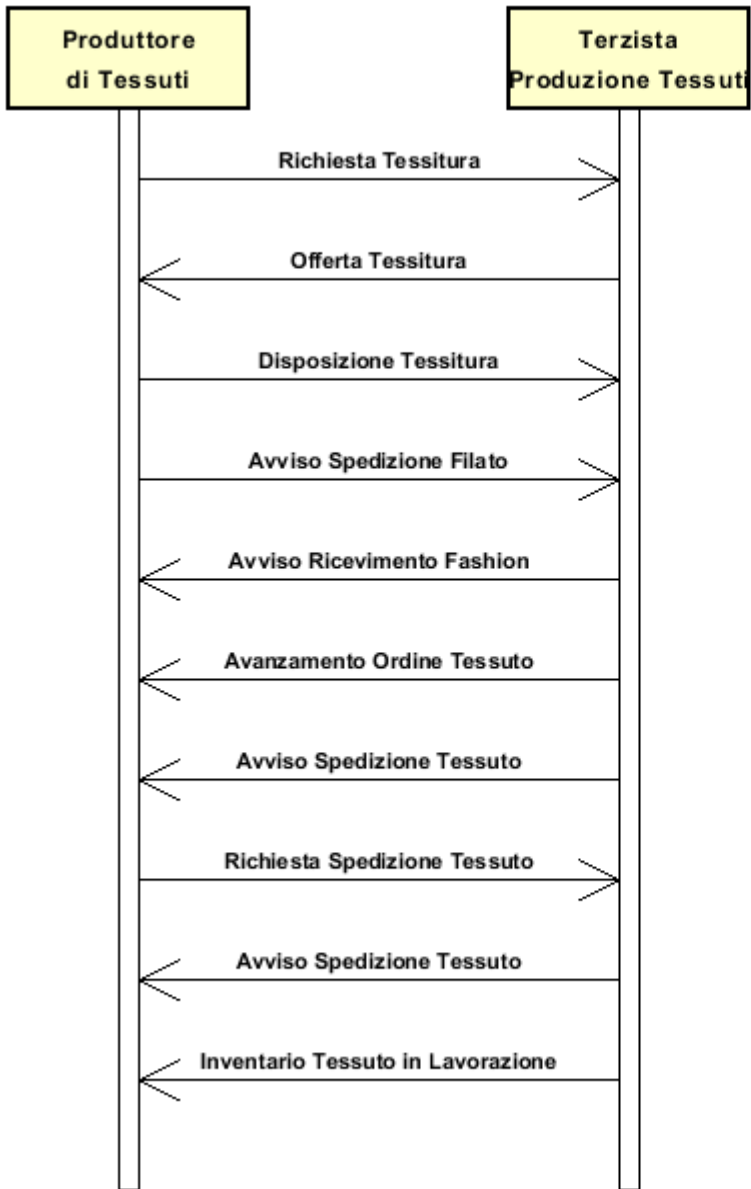 Produttore
di Tessuti
Terzista
Produzione Tessuti
Richiesta Tessitura
Offerta Tessitura
Disposizione Tessitura
Avviso Spedizione Filato
Avviso Ricevimento Fashion
Avanzamento Ordine Tessuto
Avviso Spedizione Tessuto
Richiesta Spedizione Tessuto
Avviso Spedizione Tessuto
Inventario Tessuto in Lavorazione